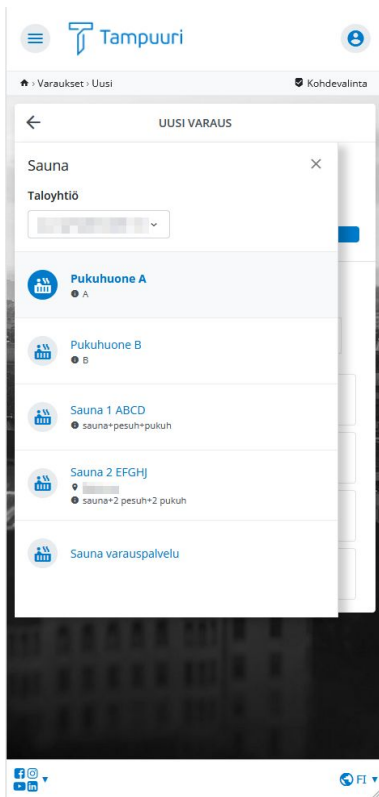 Tampuuri
Varaukset › Uusi
Kohdevalinta
UUSI VARAUS
Sauna
Taloyhtiö
Pukuhuone A
A
Pukuhuone B
B
Sauna 1 ABCD
sauna+pesuh+pukuh
Sauna 2 EFGHJ
sauna+2 pesuh+2 pukuh
Sauna varauspalvelu
FI